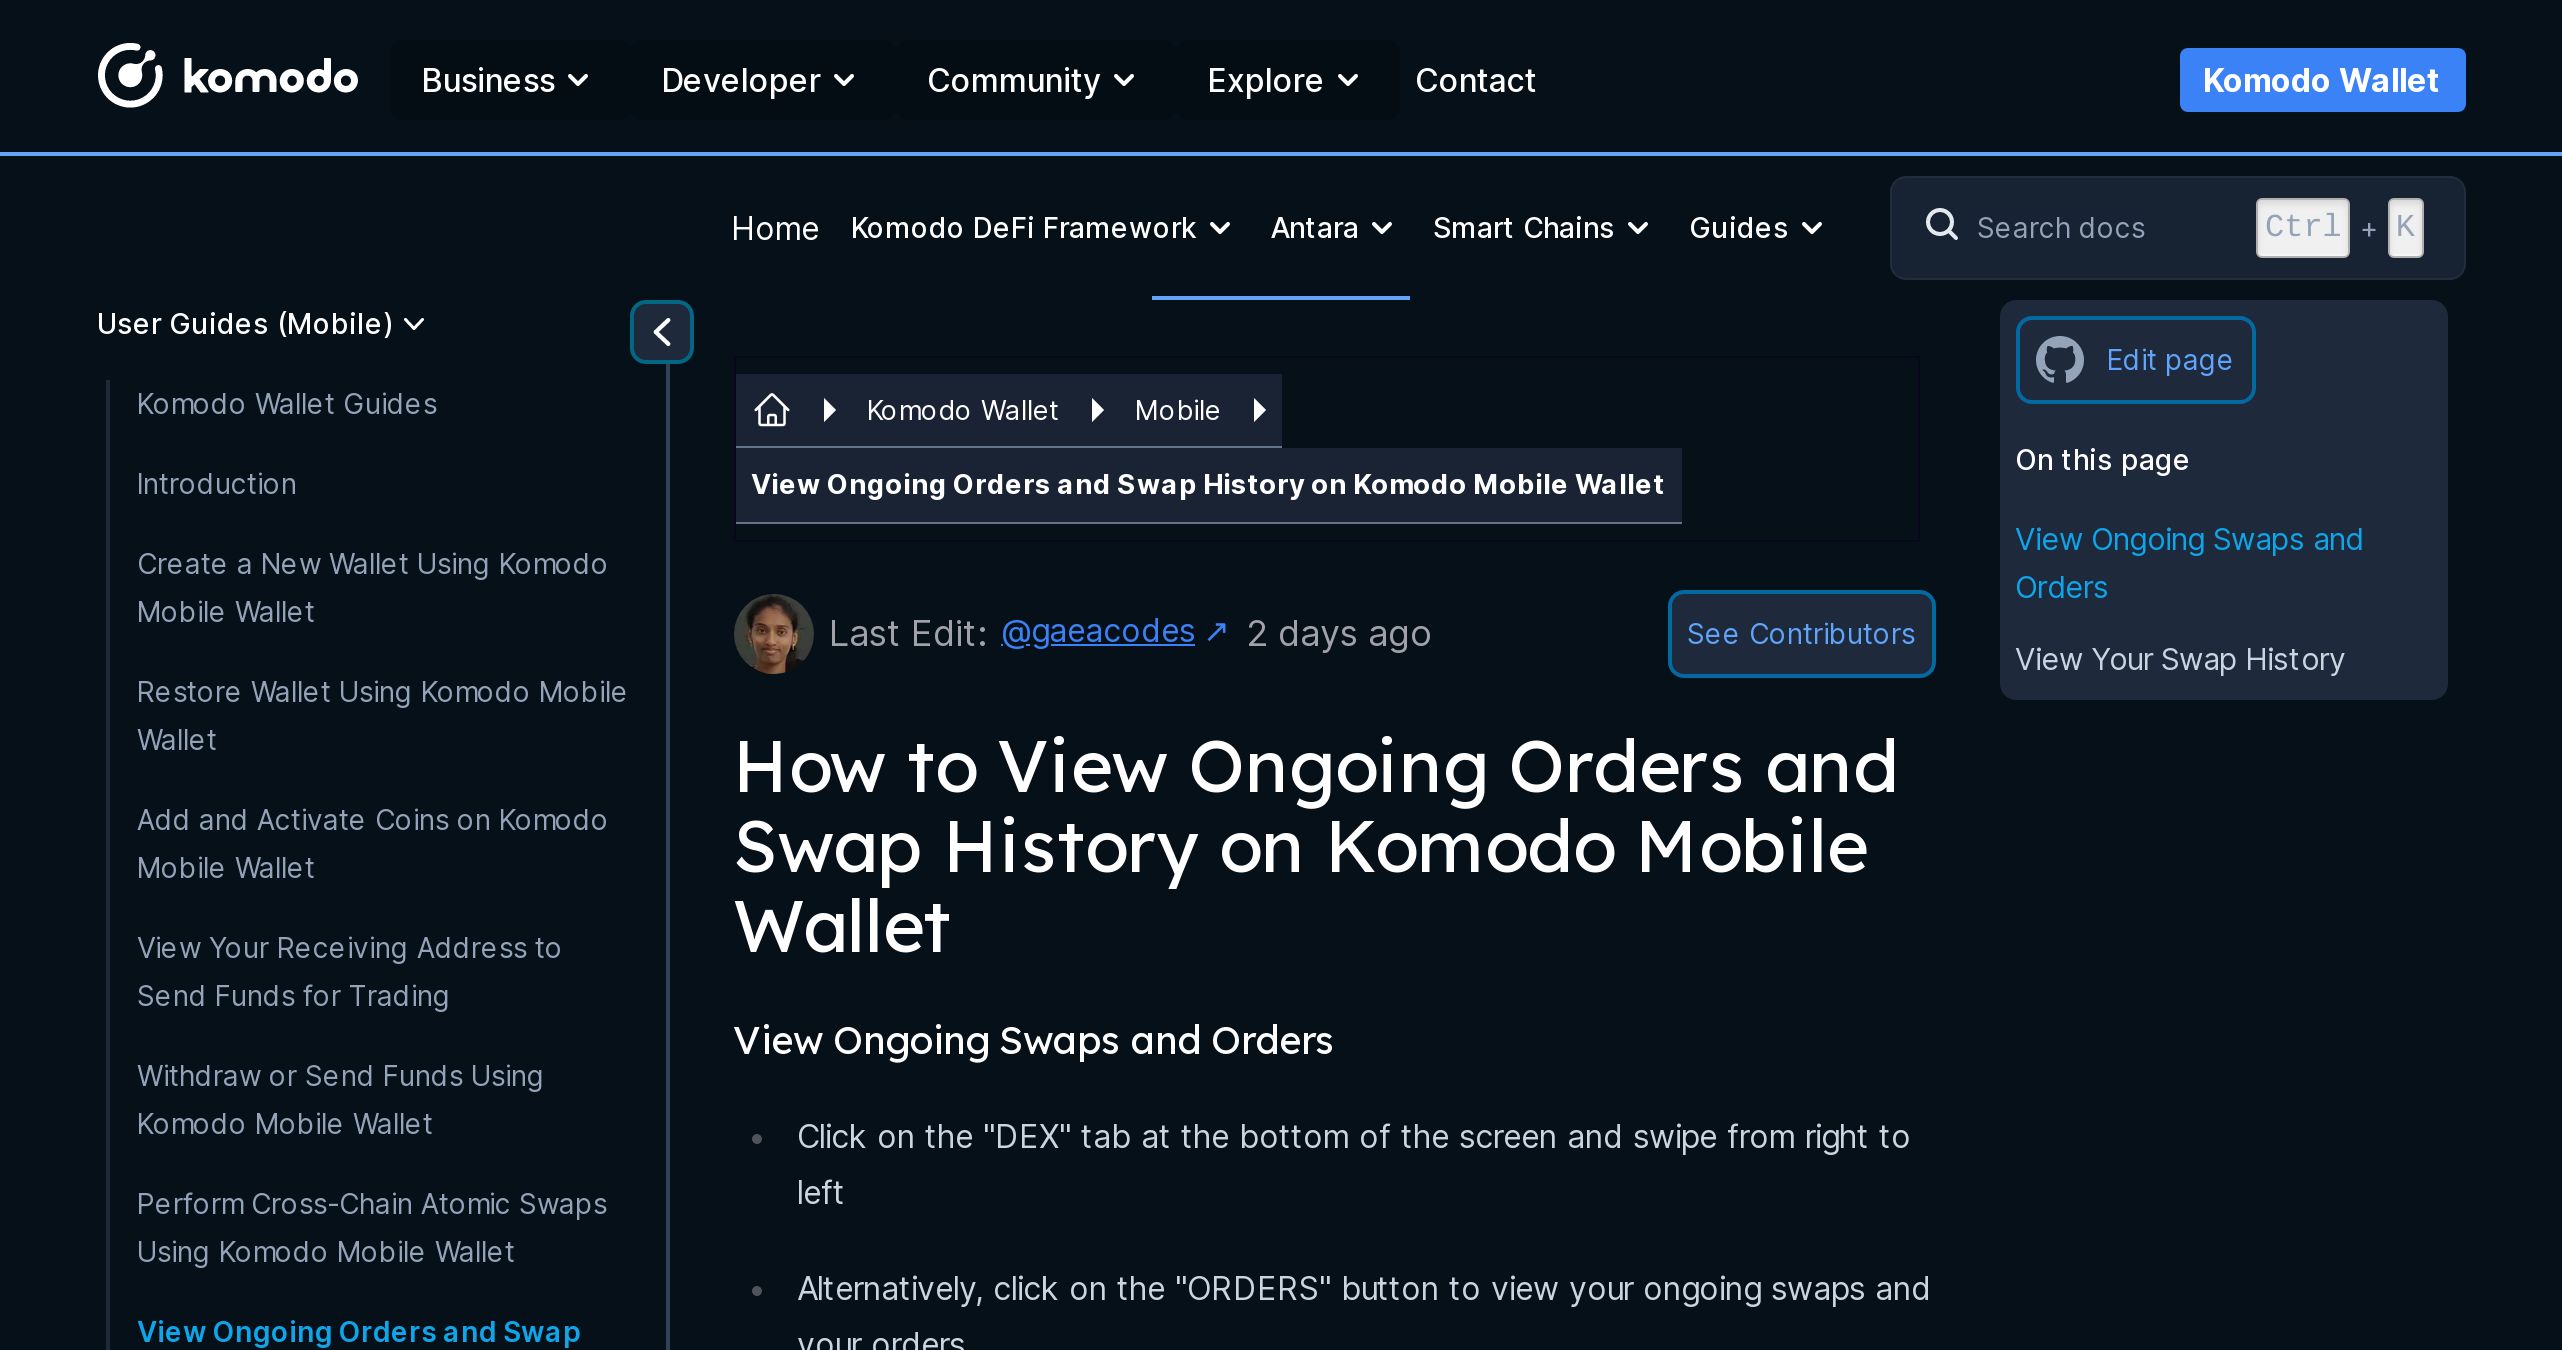 komodo
Business
Developer
Community
Explore
Contact
Komodo Wallet
Home
Komodo DeFi Framework
Antara
Smart Chains
Guides
Search docs
Ctrl + K
User Guides (Mobile)
Komodo Wallet Guides
Introduction
Create a New Wallet Using Komodo
Mobile Wallet
Restore Wallet Using Komodo Mobile
Wallet
Add and Activate Coins on Komodo
Mobile Wallet
View Your Receiving Address to
Send Funds for Trading
Withdraw or Send Funds Using
Komodo Mobile Wallet
Perform Cross-Chain Atomic Swaps
Using Komodo Mobile Wallet
View Ongoing Orders and Swap
Komodo Wallet
Mobile
View Ongoing Orders and Swap History on Komodo Mobile Wallet
Last Edit: @gaeacodes ↗ 2 days ago
See Contributors
How to View Ongoing Orders and
Swap History on Komodo Mobile
Wallet
View Ongoing Swaps and Orders
Click on the "DEX" tab at the bottom of the screen and swipe from right to
left
Alternatively, click on the "ORDERS" button to view your ongoing swaps and
your orders
Edit page
On this page
View Ongoing Swaps and
Orders
View Your Swap History